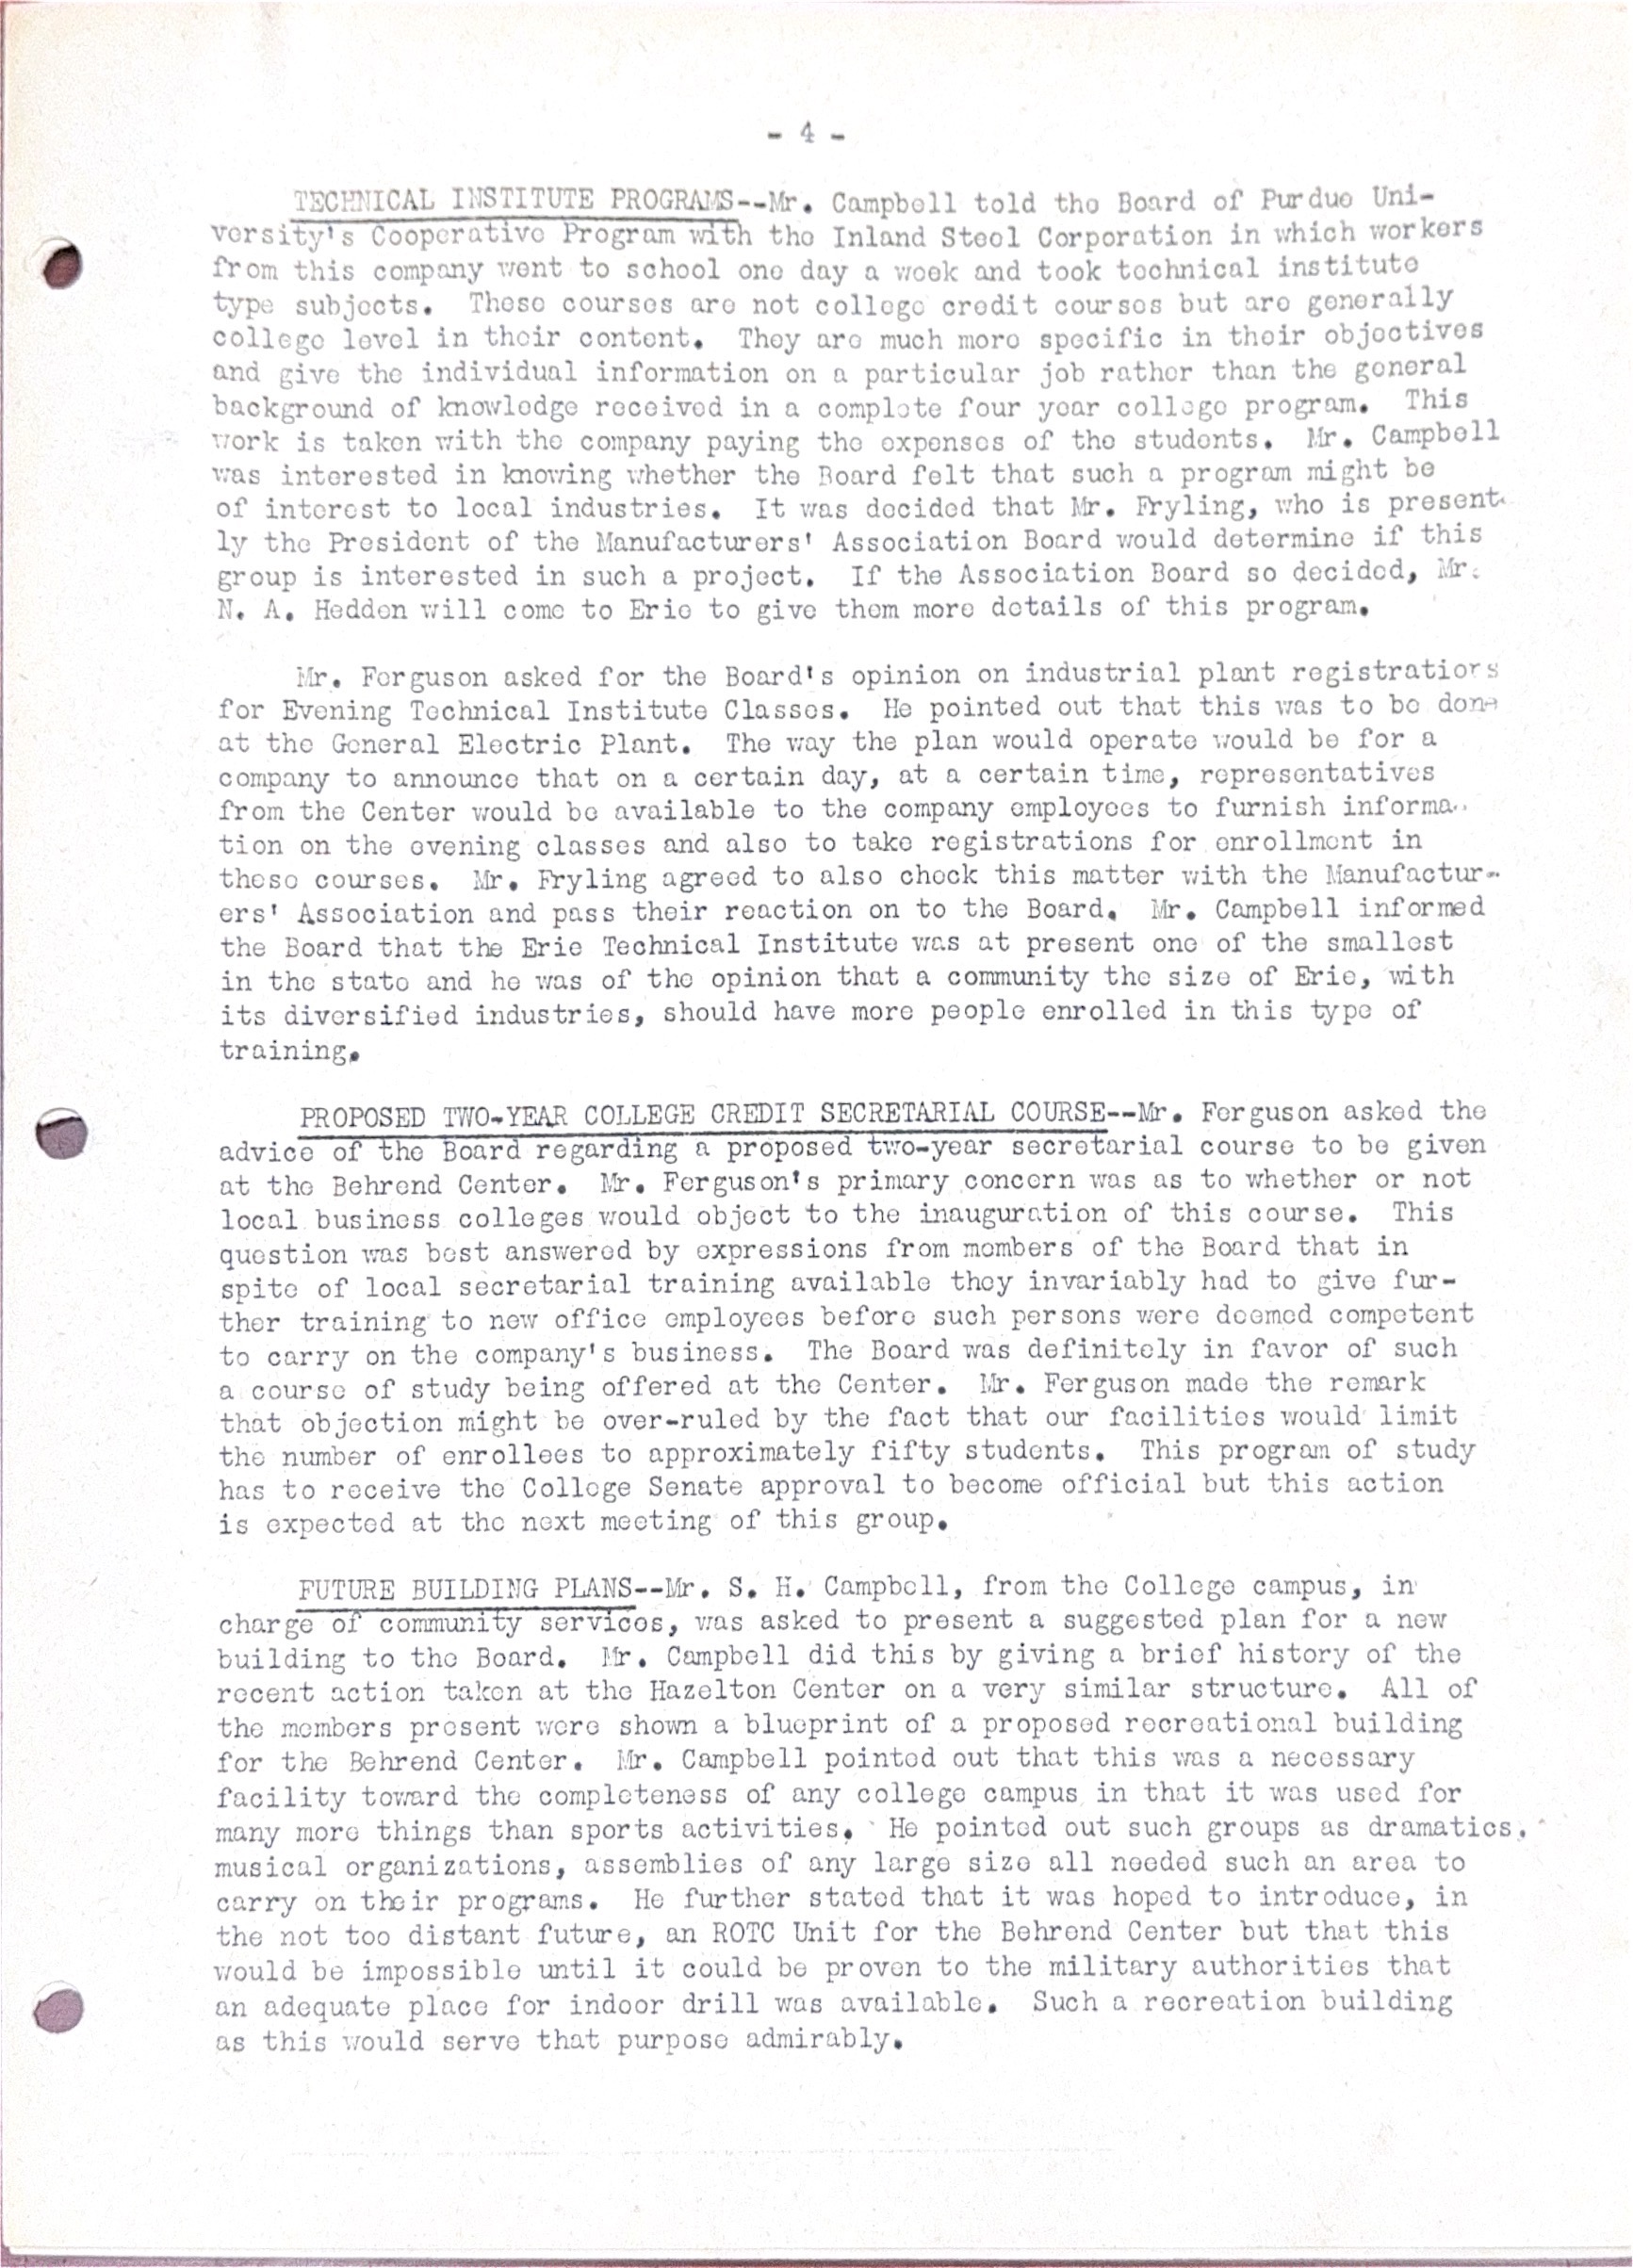 - 4 -
TECHNICAL INSTITUTE PROGRAMS--Mr. Campbell told the Board of Purdue Uni-
versity's Cooperative Program with the Inland Steel Corporation in which workers
from this company went to school one day a week and took technical institute
type subjects. These courses are not college credit courses but are generally
college level in their content. They are much more specific in their objectives
and give the individual information on a particular job rather than the general
background of knowledge received in a complete four year college program. This
work is taken with the company paying the expenses of the students. Mr. Campbell
was interested in knowing whether the Board felt that such a program might be
of interest to local industries. It was decided that Mr. Fryling, who is present-
ly the President of the Manufacturers' Association Board would determine if this
group is interested in such a project. If the Association Board so decided, Mr.
N. A. Hedden will come to Erie to give them more details of this program.
Mr. Ferguson asked for the Board's opinion on industrial plant registrations
for Evening Technical Institute Classes. He pointed out that this was to be done
at the General Electric Plant. The way the plan would operate would be for a
company to announce that on a certain day, at a certain time, representatives
from the Center would be available to the company employees to furnish informa-
tion on the evening classes and also to take registrations for enrollment in
these courses. Mr. Fryling agreed to also check this matter with the Manufactur-
ers' Association and pass their reaction on to the Board. Mr. Campbell informed
the Board that the Erie Technical Institute was at present one of the smallest
in the state and he was of the opinion that a community the size of Erie, with
its diversified industries, should have more people enrolled in this type of
training.
PROPOSED TWO-YEAR COLLEGE CREDIT SECRETARIAL COURSE--Mr. Ferguson asked the
advice of the Board regarding a proposed two-year secretarial course to be given
at the Behrend Center. Mr. Ferguson's primary concern was as to whether or not
local business colleges would object to the inauguration of this course. This
question was best answered by expressions from members of the Board that in
spite of local secretarial training available they invariably had to give fur-
ther training to new office employees before such persons were deemed competent
to carry on the company's business. The Board was definitely in favor of such
a course of study being offered at the Center. Mr. Ferguson made the remark
that objection might be over-ruled by the fact that our facilities would limit
the number of enrollees to approximately fifty students. This program of study
has to receive the College Senate approval to become official but this action
is expected at the next meeting of this group.
FUTURE BUILDING PLANS--Mr. S. H. Campbell, from the College campus, in
charge of community services, was asked to present a suggested plan for a new
building to the Board. Mr. Campbell did this by giving a brief history of the
recent action taken at the Hazelton Center on a very similar structure. All of
the members present were shown a blueprint of a proposed recreational building
for the Behrend Center. Mr. Campbell pointed out that this was a necessary
facility toward the completeness of any college campus in that it was used for
many more things than sports activities. He pointed out such groups as dramatics,
musical organizations, assemblies of any large size all needed such an area to
carry on their programs. He further stated that it was hoped to introduce, in
the not too distant future, an ROTC Unit for the Behrend Center but that this
would be impossible until it could be proven to the military authorities that
an adequate place for indoor drill was available. Such a recreation building
as this would serve that purpose admirably.